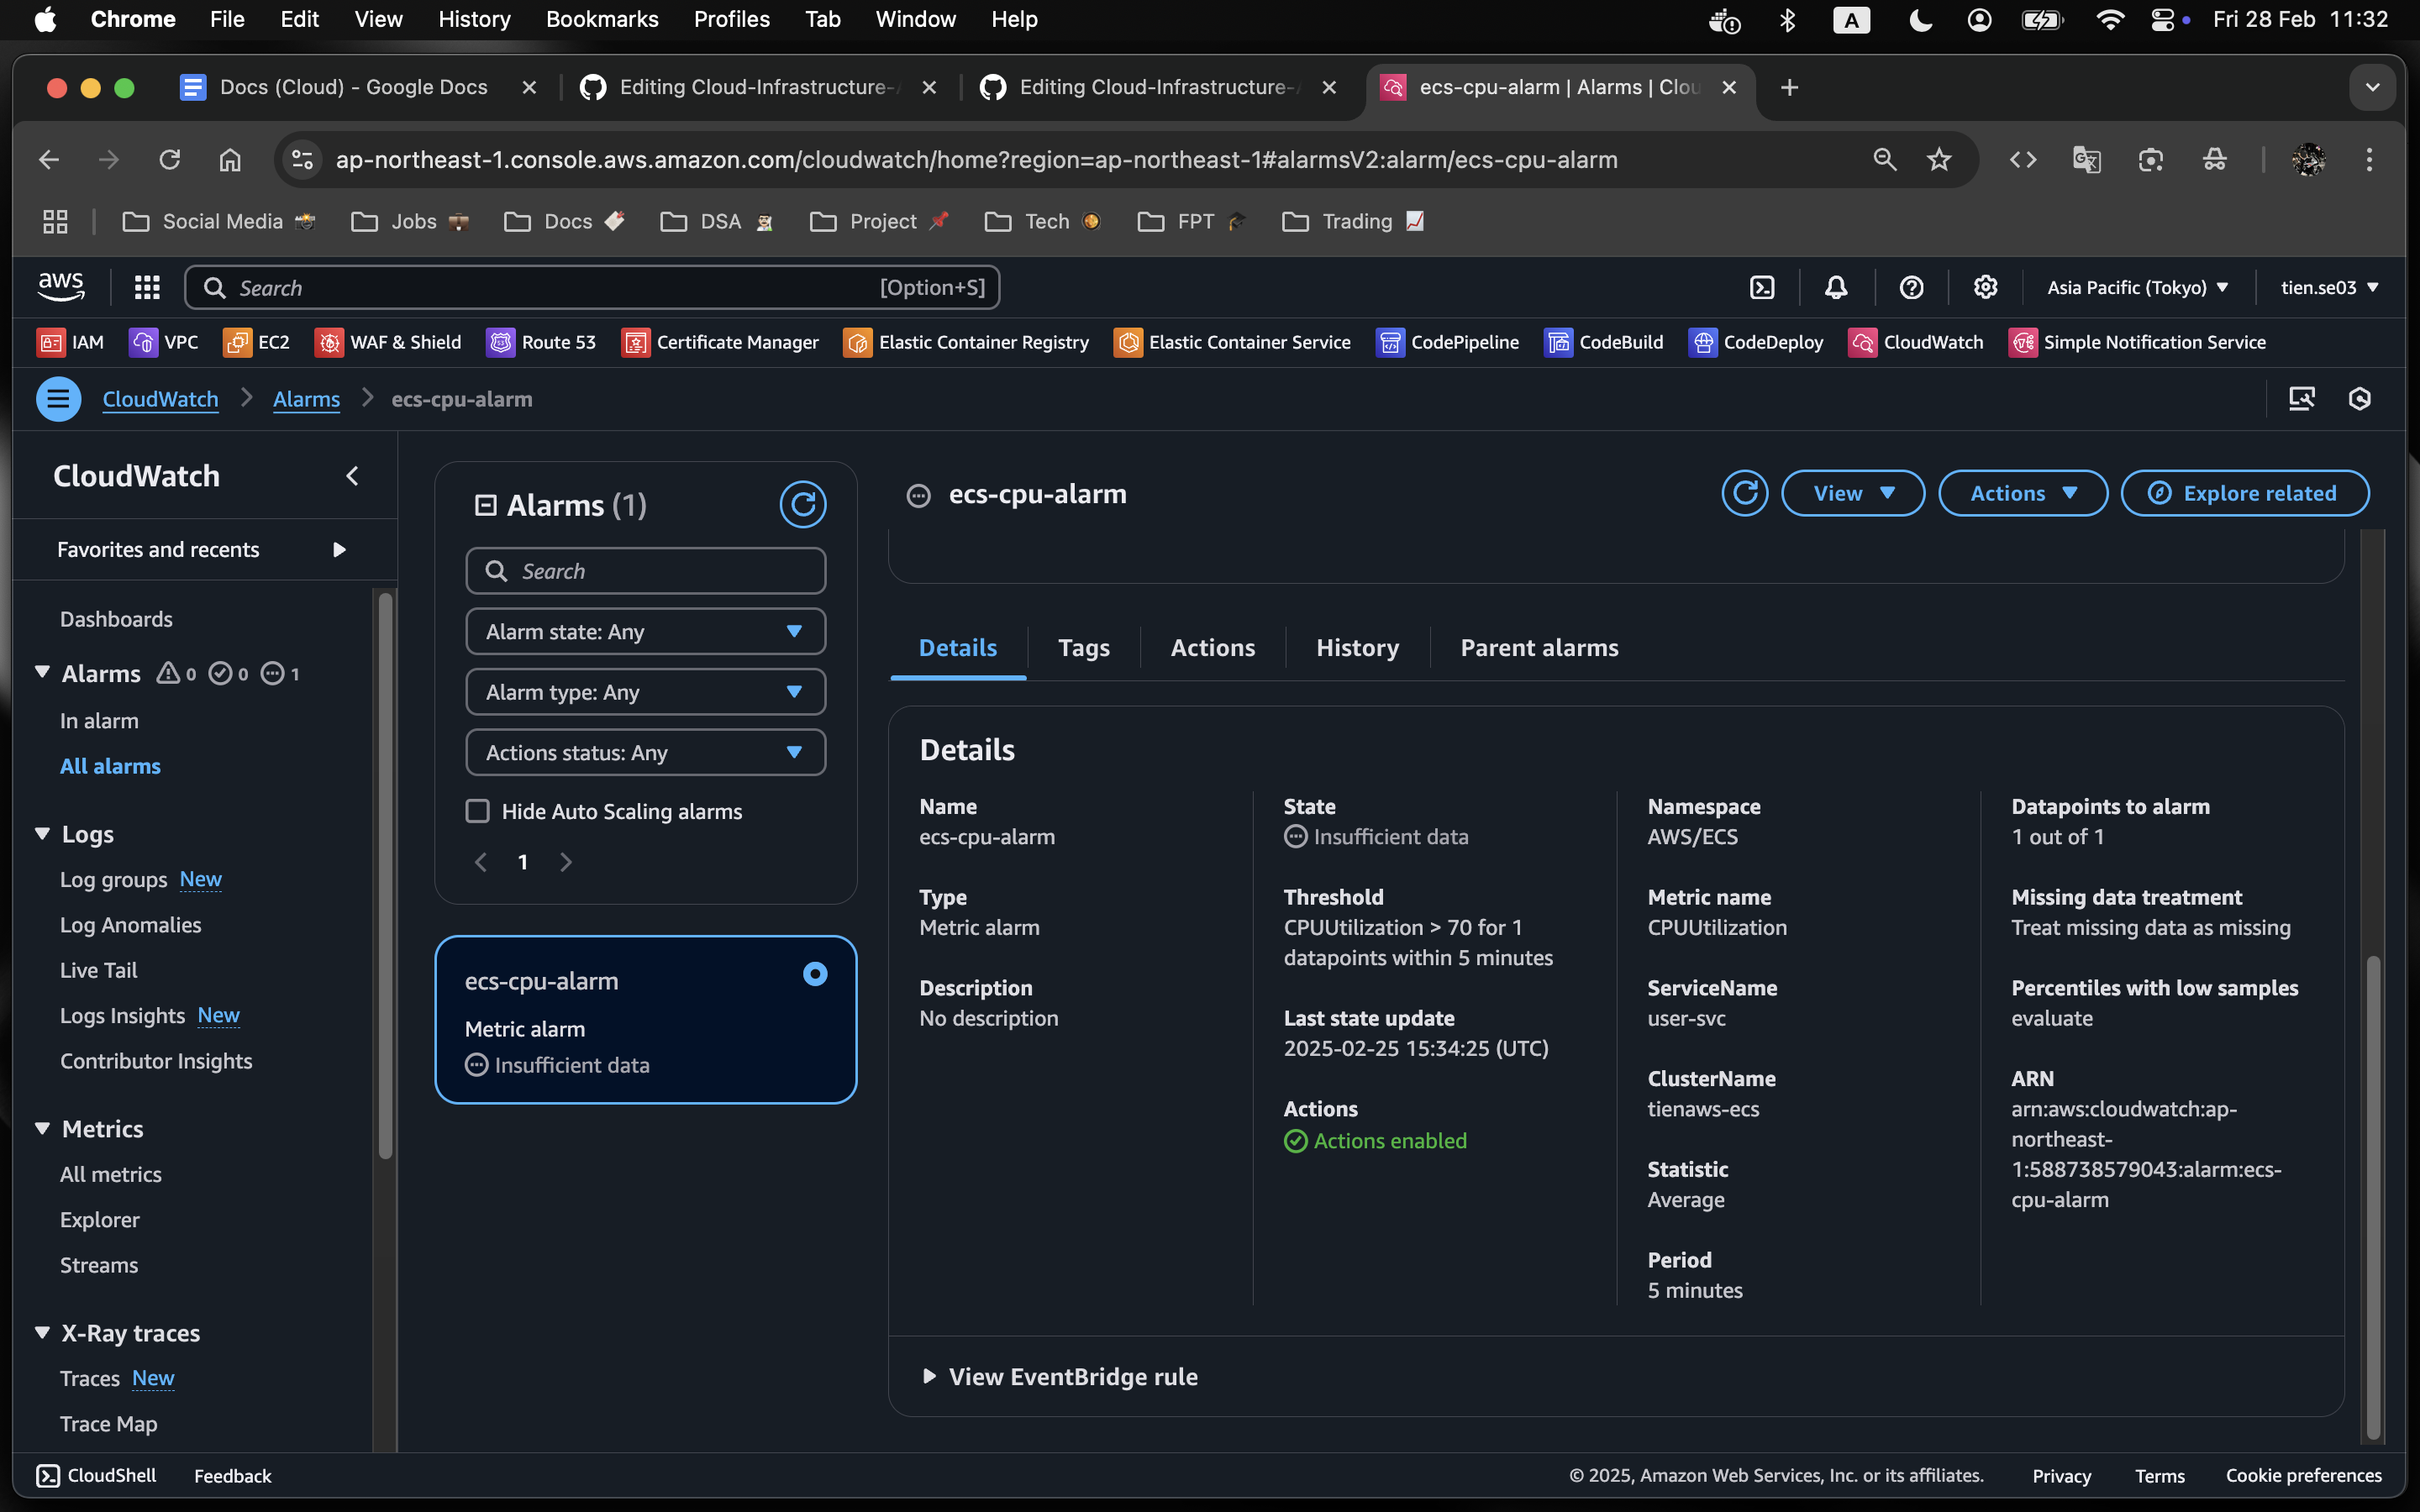 Chrome File Edit View History Bookmarks Profiles Tab Window Help
A
Fri 28 Feb 11:32
Docs (Cloud) - Google Docs
Editing Cloud-Infrastructure-
Editing Cloud-Infrastructure-
ecs-cpu-alarm | Alarms | Clou
ap-northeast-1.console.aws.amazon.com/cloudwatch/home?region=ap-northeast-1#alarmsV2:alarm/ecs-cpu-alarm
Social Media
Jobs
Docs
DSA
Project
Tech
FPT
Trading
aws
Search
[Option+S]
Asia Pacific (Tokyo)
tien.se03
IAM
VPC
EC2
WAF & Shield
Route 53
Certificate Manager
Elastic Container Registry
Elastic Container Service
CodePipeline
CodeBuild
CodeDeploy
CloudWatch
Simple Notification Service
CloudWatch
Alarms
ecs-cpu-alarm
CloudWatch
Favorites and recents
Dashboards
Alarms 0 0 1
In alarm
All alarms
Logs
Log groups New
Log Anomalies
Live Tail
Logs Insights New
Contributor Insights
Metrics
All metrics
Explorer
Streams
X-Ray traces
Traces New
Trace Map
Alarms (1)
Search
Alarm state: Any
Alarm type: Any
Actions status: Any
Hide Auto Scaling alarms
1
ecs-cpu-alarm
Metric alarm
Insufficient data
ecs-cpu-alarm
View
Actions
Explore related
Details
Tags
Actions
History
Parent alarms
Details
Name
ecs-cpu-alarm
Type
Metric alarm
Description
No description
State
Insufficient data
Threshold
CPUUtilization > 70 for 1
datapoints within 5 minutes
Last state update
2025-02-25 15:34:25 (UTC)
Actions
Actions enabled
Namespace
AWS/ECS
Metric name
CPUUtilization
ServiceName
user-svc
ClusterName
tienaws-ecs
Statistic
Average
Period
5 minutes
Datapoints to alarm
1 out of 1
Missing data treatment
Treat missing data as missing
Percentiles with low samples
evaluate
ARN
arn:aws:cloudwatch:ap-
northeast-
1:588738579043:alarm:ecs-
cpu-alarm
View EventBridge rule
CloudShell
Feedback
© 2025, Amazon Web Services, Inc. or its affiliates.
Privacy
Terms
Cookie preferences